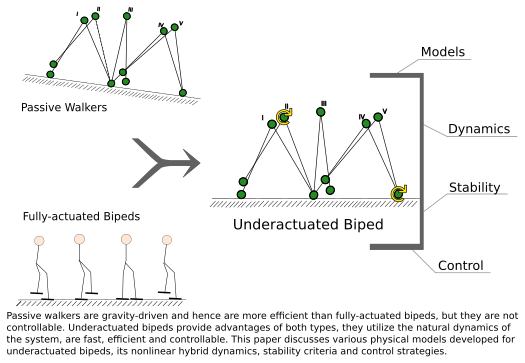 I II III IV V
Passive Walkers
Models
Dynamics
Stability
Control
I II III IV V
Underactuated Biped
Fully-actuated Bipeds
Passive walkers are gravity-driven and hence are more efficient than fully-actuated bipeds, but they are not
controllable. Underactuated bipeds provide advantages of both types, they utilize the natural dynamics of
the system, are fast, efficient and controllable. This paper discusses various physical models developed for
underactuated bipeds, its nonlinear hybrid dynamics, stability criteria and control strategies.